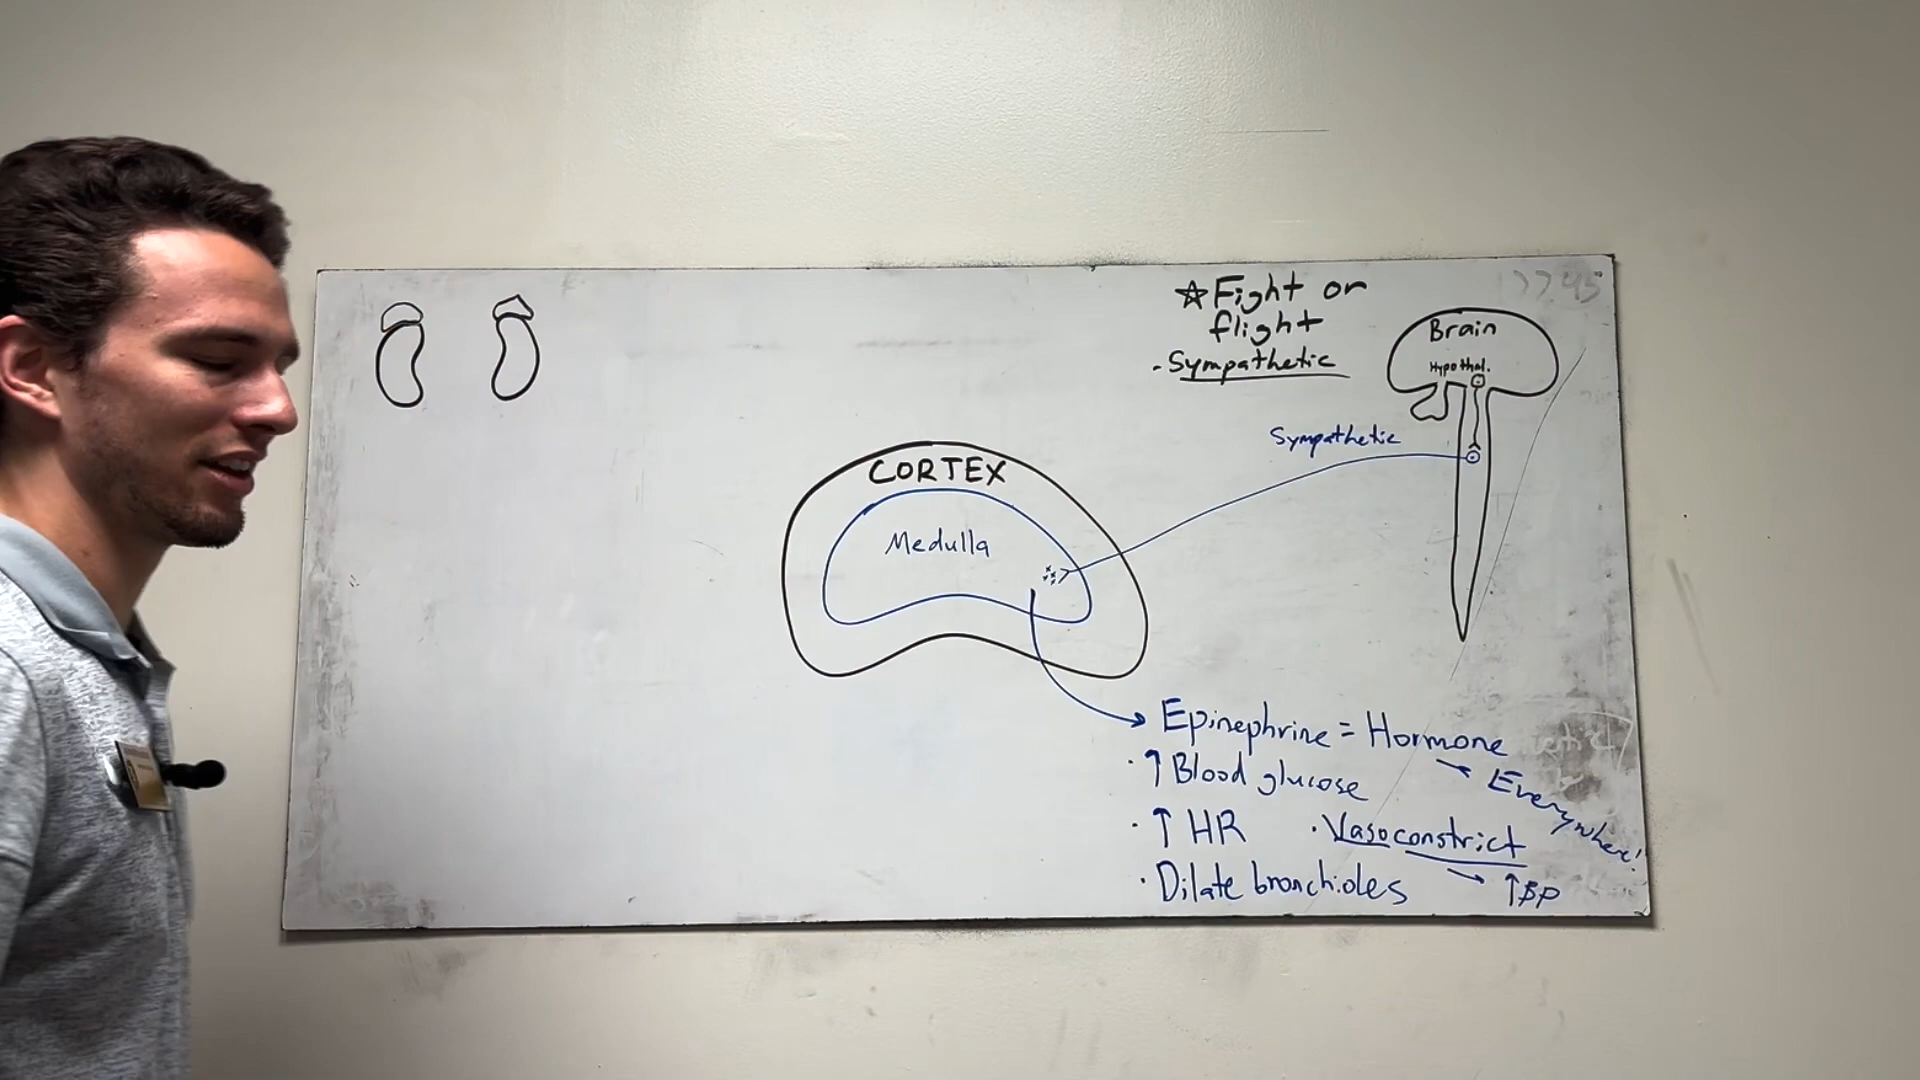 ☆Fight or
flight
- Sympathetic
Brain
Hypothal.
Sympathetic
CORTEX
Medulla
Epinephrine = Hormone
→ Everywhere!
· ↑ Blood glucose
· ↑ HR
· Vasoconstrict
→ ↑BP
· Dilate bronchioles